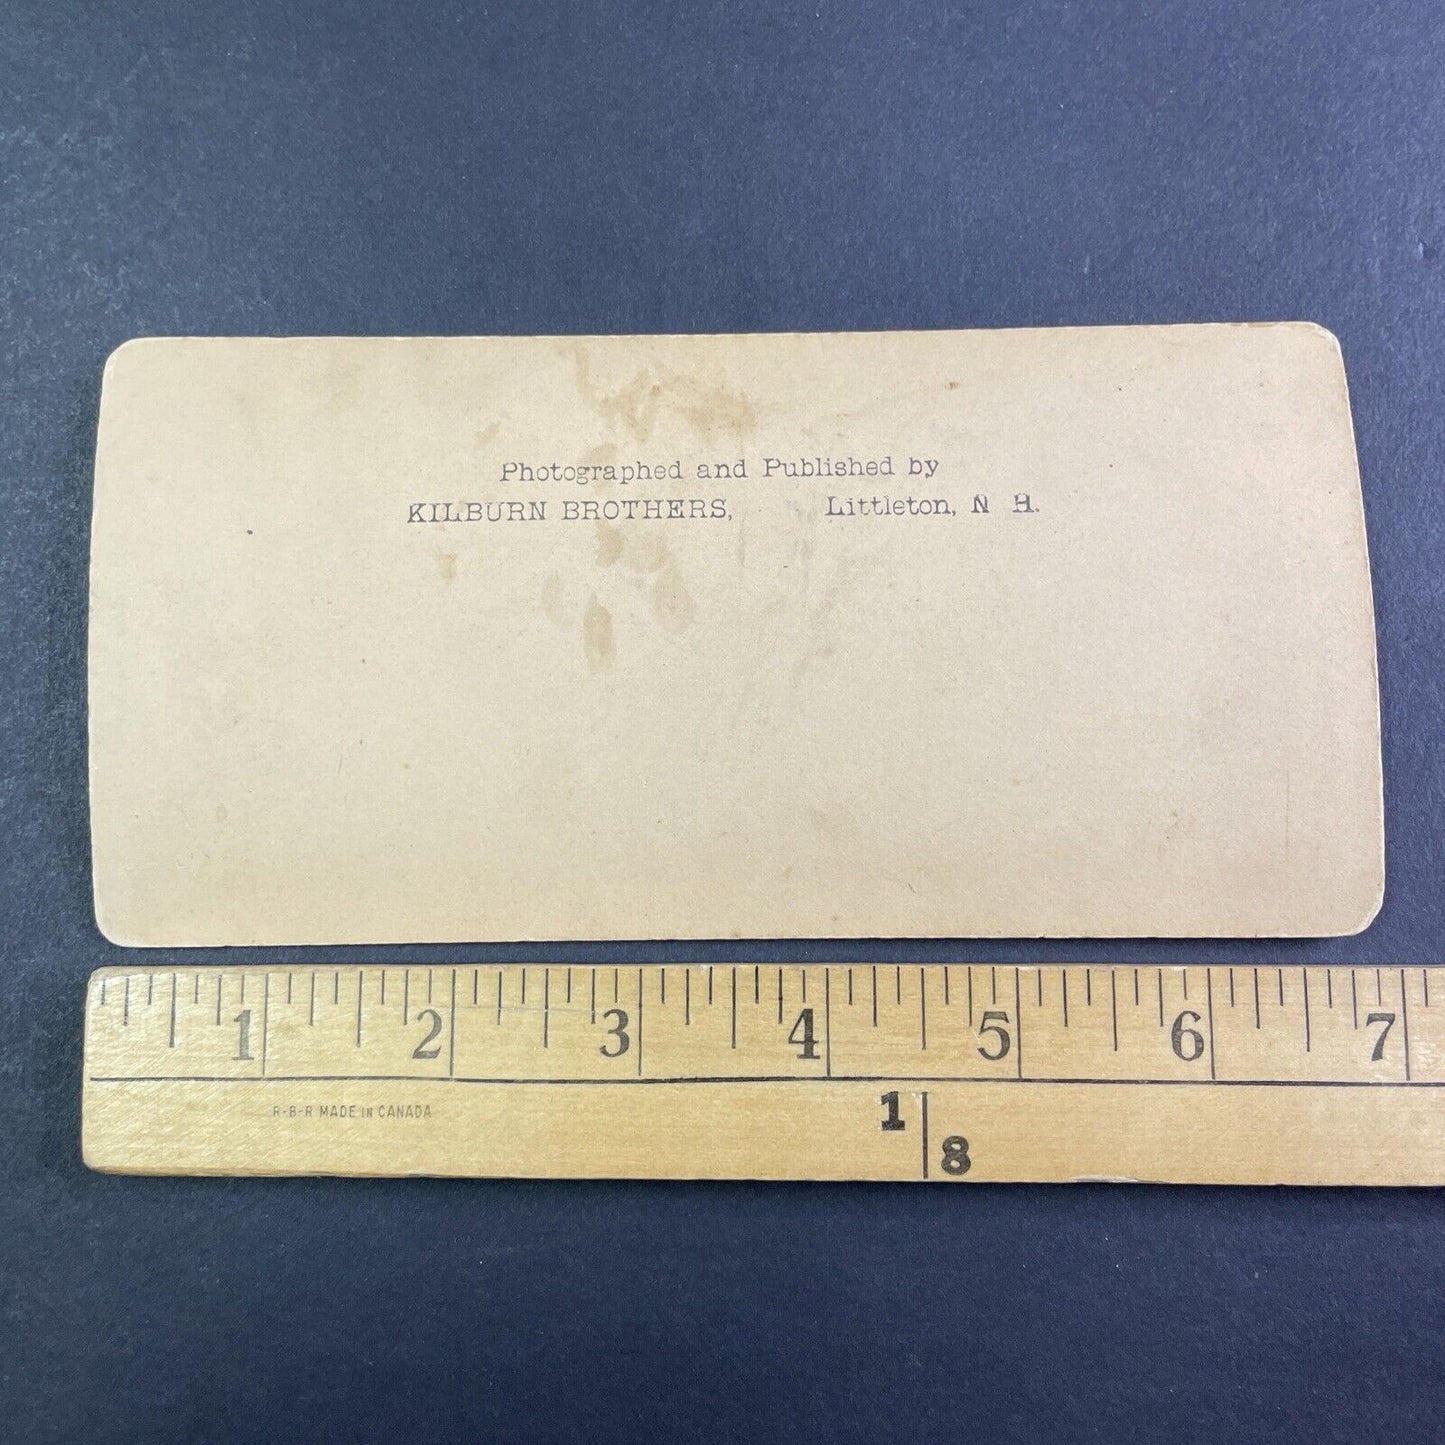 Photographed and Published by
KILBURN BROTHERS, Littleton, N H.
1 2 3 4 5 6 7
R-B-R MADE IN CANADA
1
8